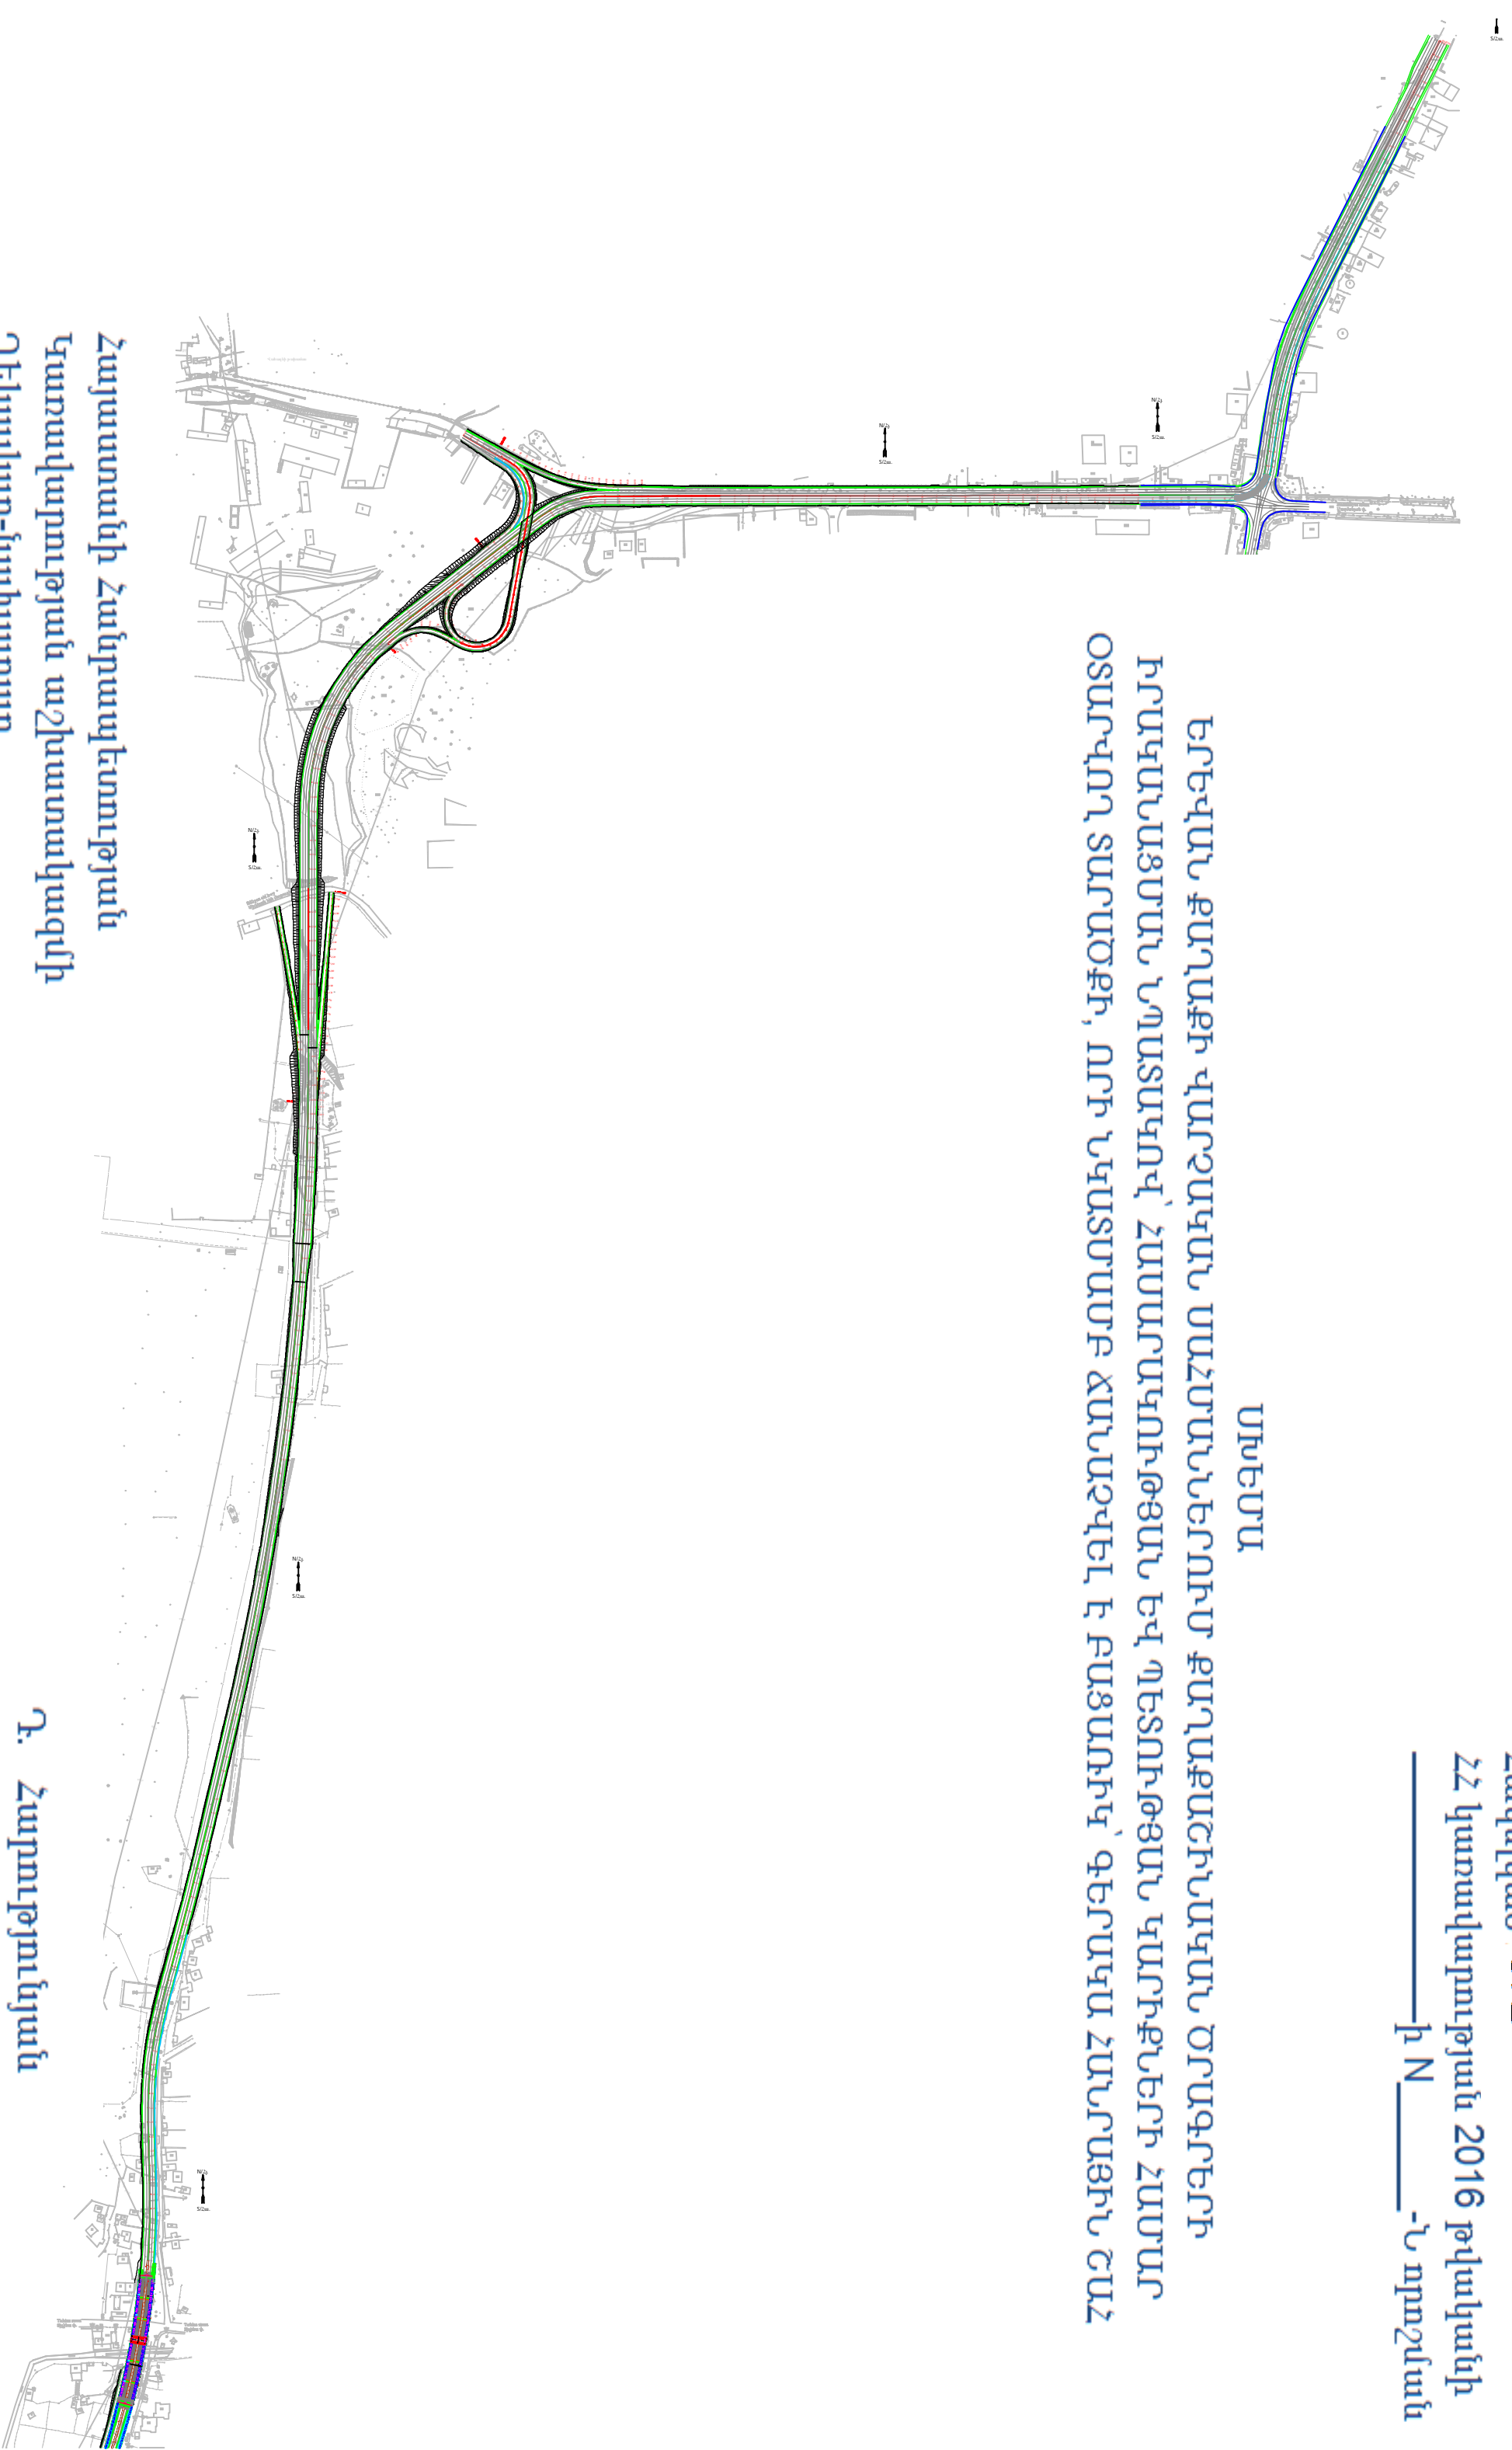 ՀՀ կառավարության 2016 թվականի
ի N -Ն որոշման
ՍԽԵՄԱ
ԵՐԵՎԱՆ ՔԱՂԱՔԻ ՎԱՐՉԱԿԱՆ ՍԱՀՄԱՆՆԵՐՈՒՄ ՔԱՂԱՔԱՇԻՆԱԿԱՆ ԾՐԱԳՐԵՐԻ
ԻՐԱԿԱՆԱՑՄԱՆ ՆՊԱՏԱԿՈՎ՝ ՀԱՍԱՐԱԿՈՒԹՅԱՆ ԵՎ ՊԵՏՈՒԹՅԱՆ ԿԱՐԻՔՆԵՐԻ ՀԱՄԱՐ
ՕՏԱՐՎՈՂ ՏԱՐԱԾՔԻ, ՈՐԻ ՆԿԱՏՄԱՄԲ ՃԱՆԱՉՎԵԼ Է ԲԱՑԱՌԻԿ՝ ԳԵՐԱԿԱ ՀԱՆՐԱՅԻՆ ՇԱՀ
Հայաստանի Հանրապետության
Կառավարության աշխատակազմի
Դ. Հարությունյան